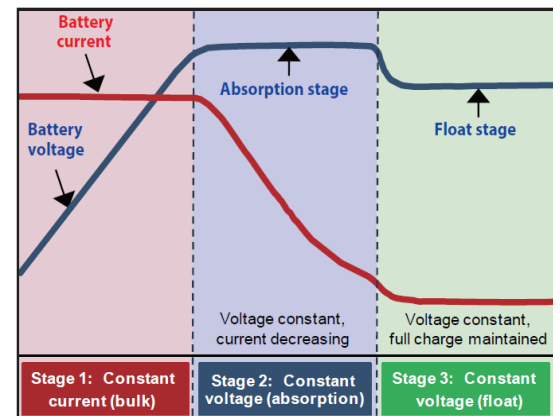 Battery
current
Battery
voltage
Absorption stage
Float stage
Voltage constant,
current decreasing
Voltage constant,
full charge maintained
Stage 1: Constant
current (bulk)
Stage 2: Constant
voltage (absorption)
Stage 3: Constant
voltage (float)